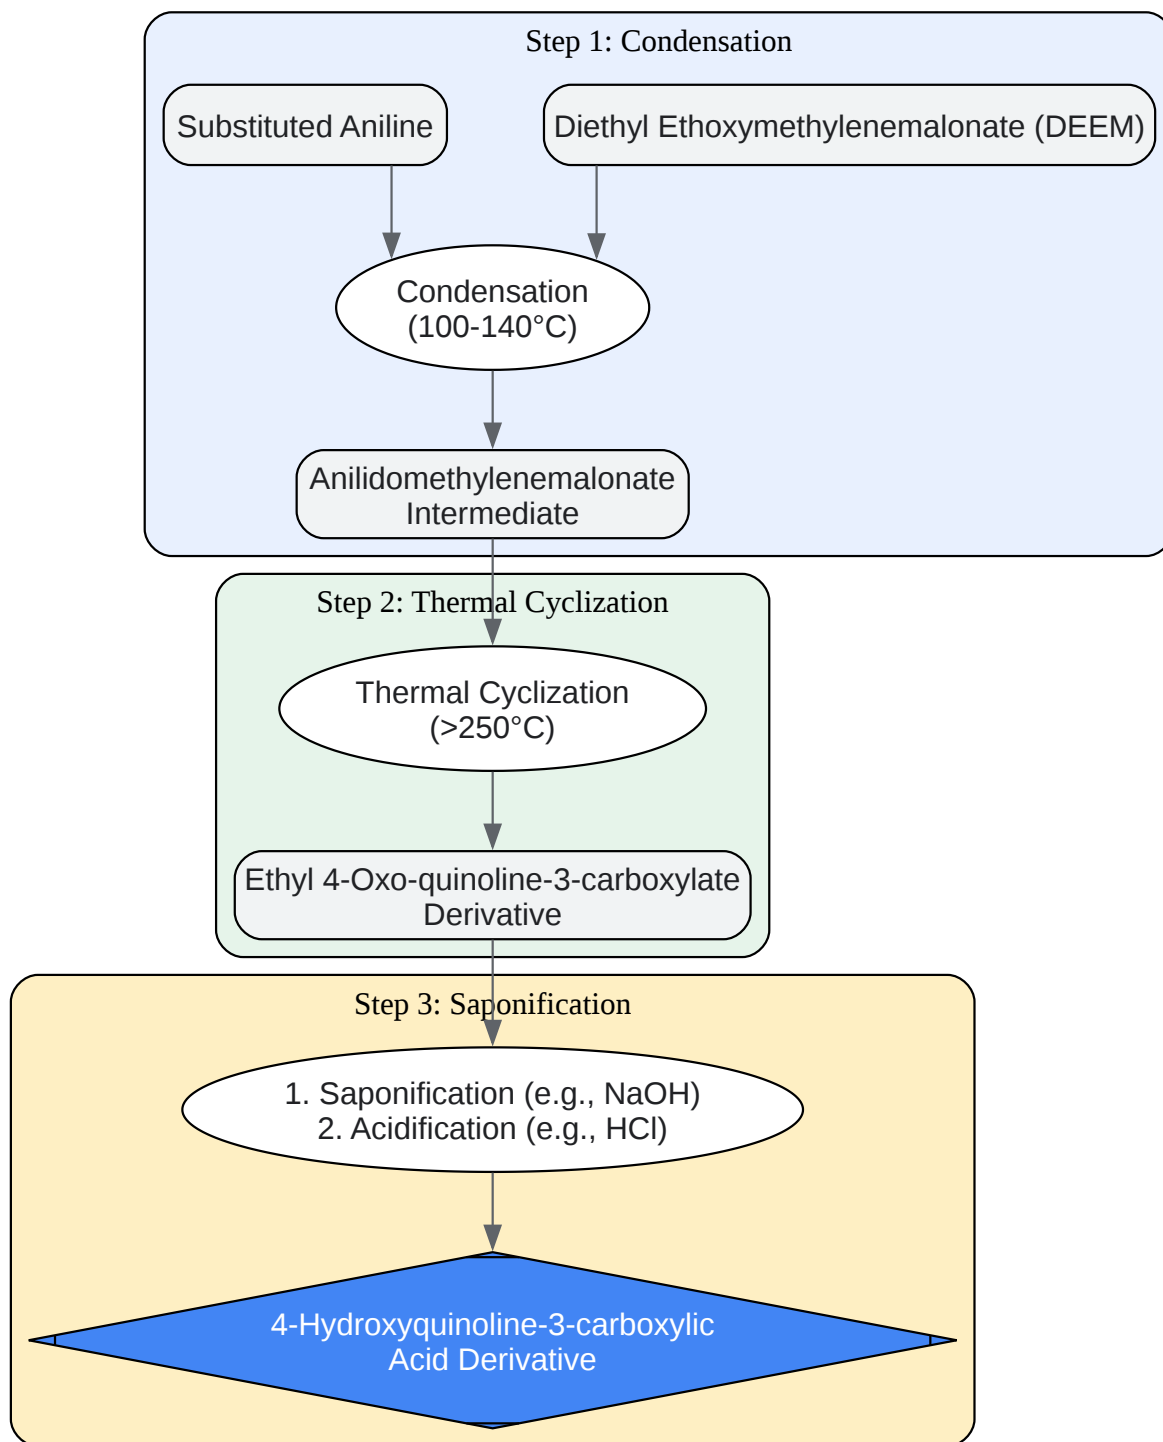 Step 1: Condensation
Substituted Aniline
Diethyl Ethoxymethylenemalonate (DEEM)
Condensation
(100-140°C)
Anilidomethylenemalonate
Intermediate
Step 2: Thermal Cyclization
Thermal Cyclization
(>250°C)
Ethyl 4-Oxo-quinoline-3-carboxylate
Derivative
Step 3: Saponification
1. Saponification (e.g., NaOH)
2. Acidification (e.g., HCl)
4-Hydroxyquinoline-3-carboxylic
Acid Derivative